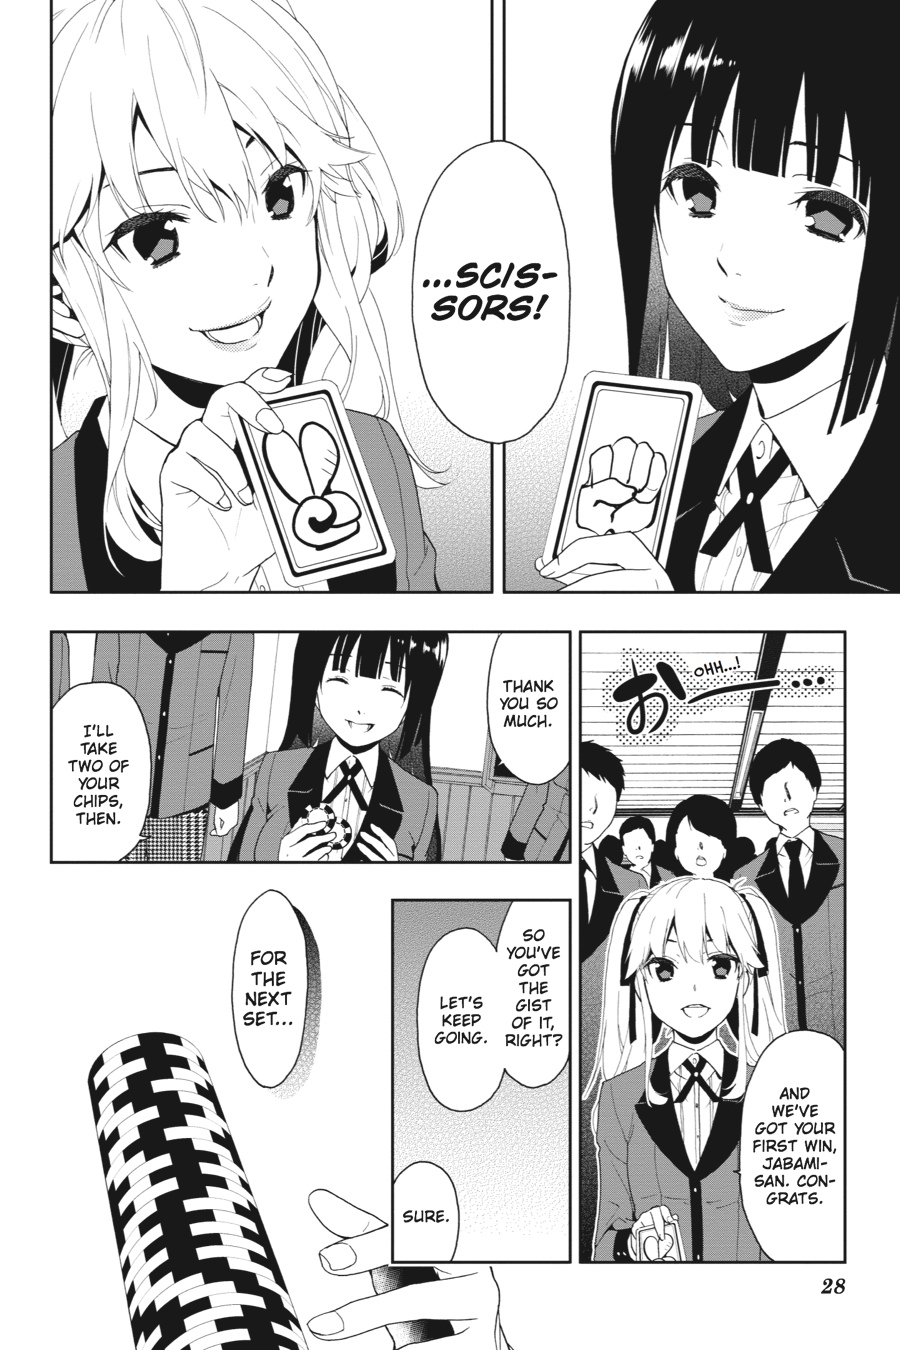 ...SCIS-
SORS!
おー...
OHH...!
AND
WE'VE
GOT YOUR
FIRST WIN,
JABAMI-
SAN. CON-
GRATS.
THANK
YOU SO
MUCH.
I'LL
TAKE
TWO OF
YOUR
CHIPS,
THEN.
SO
YOU'VE
GOT
THE
GIST
OF IT,
RIGHT?
LET'S
KEEP
GOING.
SURE.
FOR
THE
NEXT
SET...
28